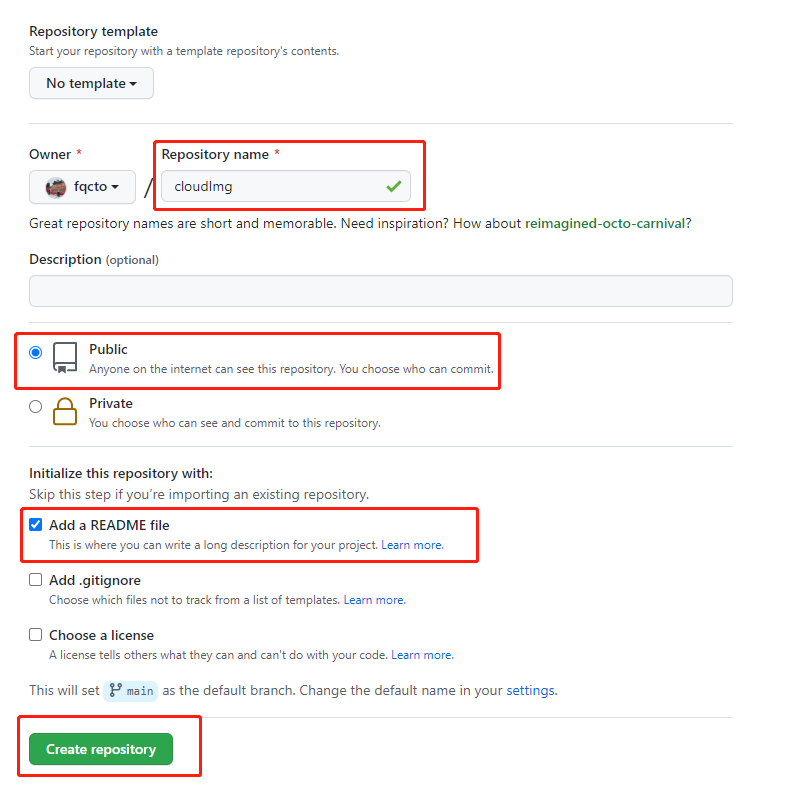 Repository template
Start your repository with a template repository's contents.
No template
Owner *
Repository name *
fqcto
/
cloudImg
Great repository names are short and memorable. Need inspiration? How about reimagined-octo-carnival?
Description (optional)
Public
Anyone on the internet can see this repository. You choose who can commit.
Private
You choose who can see and commit to this repository.
Initialize this repository with:
Skip this step if you're importing an existing repository.
Add a README file
This is where you can write a long description for your project. Learn more.
Add .gitignore
Choose which files not to track from a list of templates. Learn more.
Choose a license
A license tells others what they can and can't do with your code. Learn more.
This will set main as the default branch. Change the default name in your settings.
Create repository